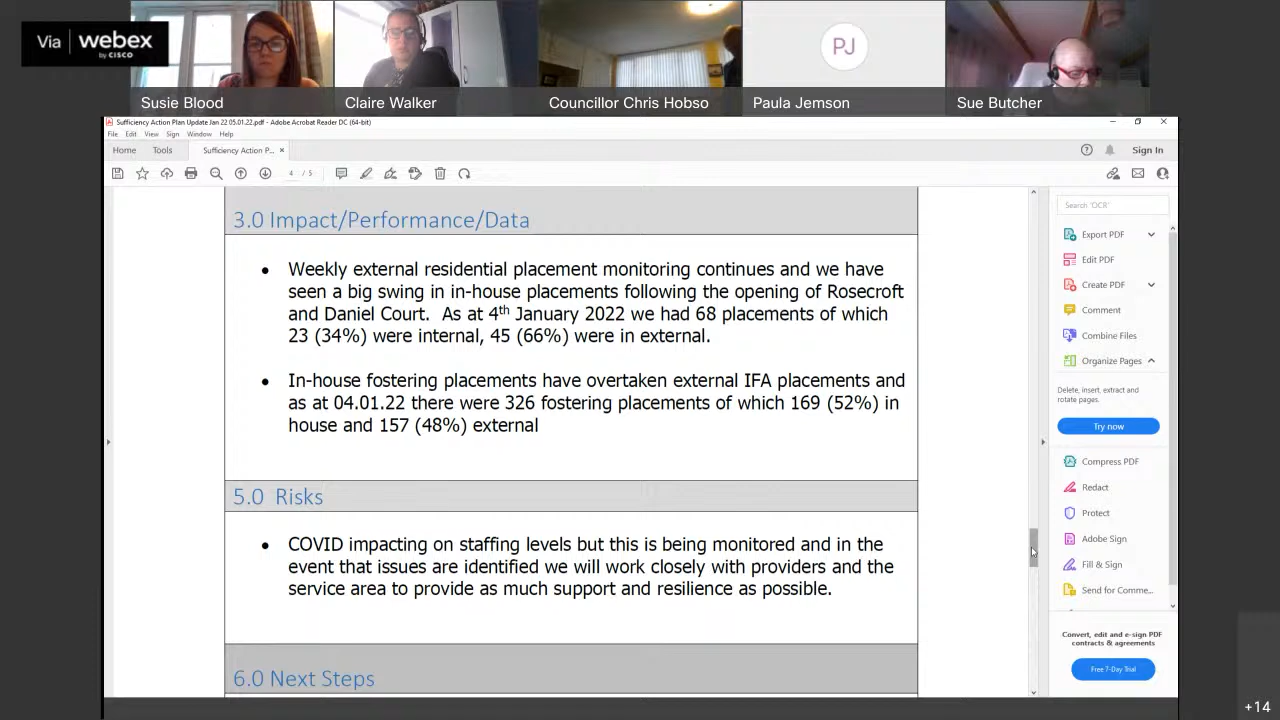 Via webex
by CISCO
PJ
Susie Blood
Claire Walker
Councillor Chris Hobso
Paula Jemson
Sue Butcher
Sufficiency Action Plan Update Jan 22 05.01.22.pdf - Adobe Acrobat Reader DC (64-bit)
File Edit View Sign Window Help
Home Tools Sufficiency Action P... × Sign In
4 / 5
3.0 Impact/Performance/Data
• Weekly external residential placement monitoring continues and we have
seen a big swing in in-house placements following the opening of Rosecroft
and Daniel Court. As at 4th January 2022 we had 68 placements of which
23 (34%) were internal, 45 (66%) were in external.
• In-house fostering placements have overtaken external IFA placements and
as at 04.01.22 there were 326 fostering placements of which 169 (52%) in
house and 157 (48%) external
5.0 Risks
• COVID impacting on staffing levels but this is being monitored and in the
event that issues are identified we will work closely with providers and the
service area to provide as much support and resilience as possible.
6.0 Next Steps
Search 'OCR'
Export PDF
Edit PDF
Create PDF
Comment
Combine Files
Organize Pages
Delete, insert, extract and
rotate pages.
Try now
Compress PDF
Redact
Protect
Adobe Sign
Fill & Sign
Send for Comme...
Convert, edit and e-sign PDF
contracts & agreements
Free 7-Day Trial
+14